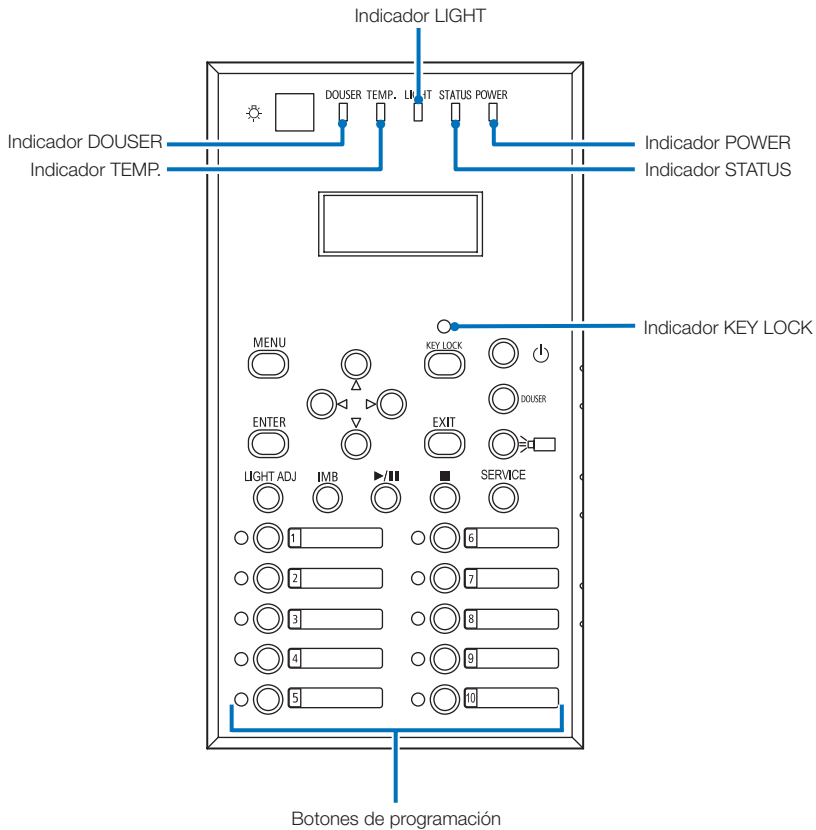 Indicador LIGHT
DOUSER TEMP. LIGHT STATUS POWER
Indicador DOUSER
Indicador POWER
Indicador TEMP.
Indicador STATUS
Indicador KEY LOCK
MENU
KEY LOCK
DOUSER
ENTER
EXIT
LIGHT ADJ
IMB
▶/❚❚
■
SERVICE
1
6
2
7
3
8
4
9
5
10
Botones de programación